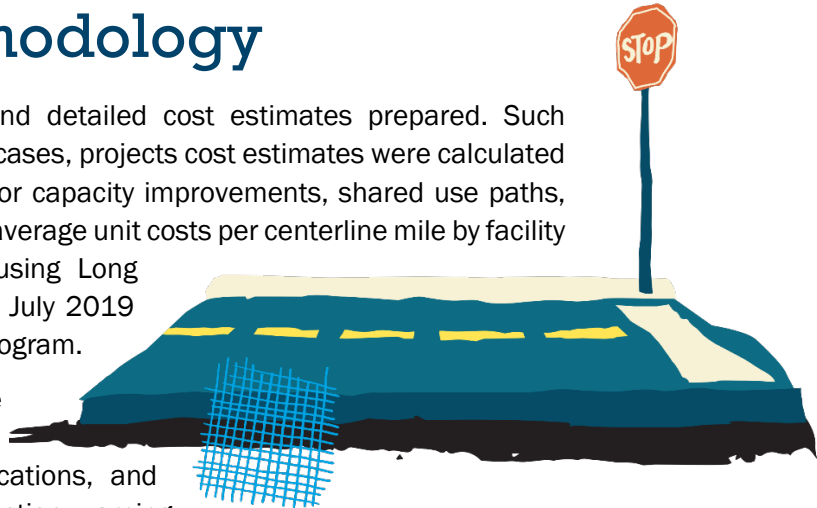 nodology
STOP
nd detailed cost estimates prepared. Such
cases, projects cost estimates were calculated
or capacity improvements, shared use paths,
average unit costs per centerline mile by facility
using Long
July 2019
ogram.
cations, and